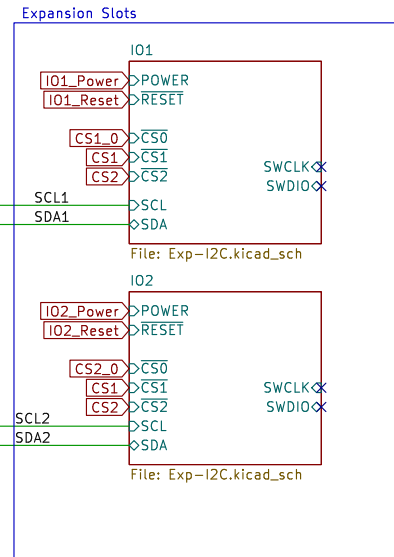 Expansion Slots
IO1
IO1_Power POWER
IO1_Reset RESET
CS1_0 CS0
CS1 CS1
SWCLK
CS2 CS2
SWDIO
SCL1 SCL
SDA1 SDA
File: Exp-I2C.kicad_sch
IO2
IO2_Power POWER
IO2_Reset RESET
CS2_0 CS0
CS1 CS1 SWCLK
CS2 CS2 SWDIO
SCL2 SCL
SDA2 SDA
File: Exp-I2C.kicad_sch